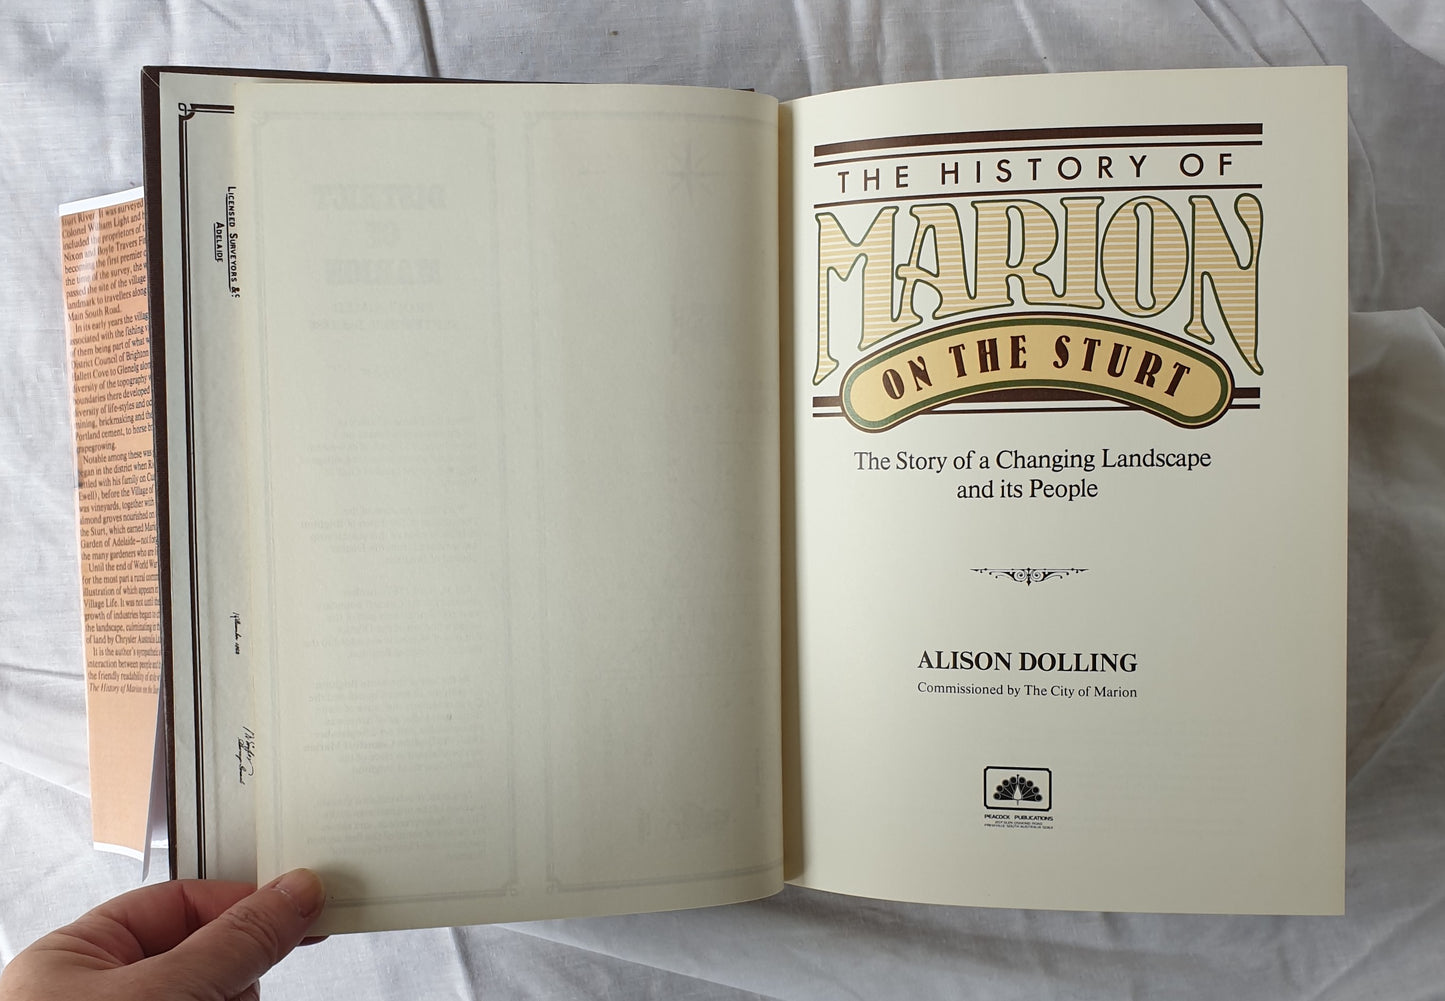 Sturt River. It was surveyed
Colonel William Light and
included the proprietors of
Nixon and Boyle Travers
becoming the first premier
the time of the survey, the
passed the site of the village
landmark to travellers along
Main South Road.
In its early years the villag
associated with the fishing
of them being part of what
District Council of Brighton
Hallett Cove to Glenelg
diversity of the topography
boundaries there developed
diversity of life-styles and
mining, brickmaking and
Portland cement, to horse
grapegrowing.
Notable among these was
began in the district when
settled with his family on
Ewell), before the Village of
was vineyards, together with
almond groves nourished on
the Sturt, which earned
Garden of Adelaide—not
the many gardeners who are
Until the end of World War
for the most part a rural
illustration of which appears
Village Life. It was not until
growth of industries began
the landscape, culminating
of land by Chrysler Australia
It is the author's sympathetic
interaction between people and
the friendly readability of
The History of Marion on the
LICENSED SURVEYORS &c
ADELAIDE
THE HISTORY OF
MARION
ON THE STURT
The Story of a Changing Landscape
and its People
ALISON DOLLING
Commissioned by The City of Marion
PEACOCK PUBLICATIONS